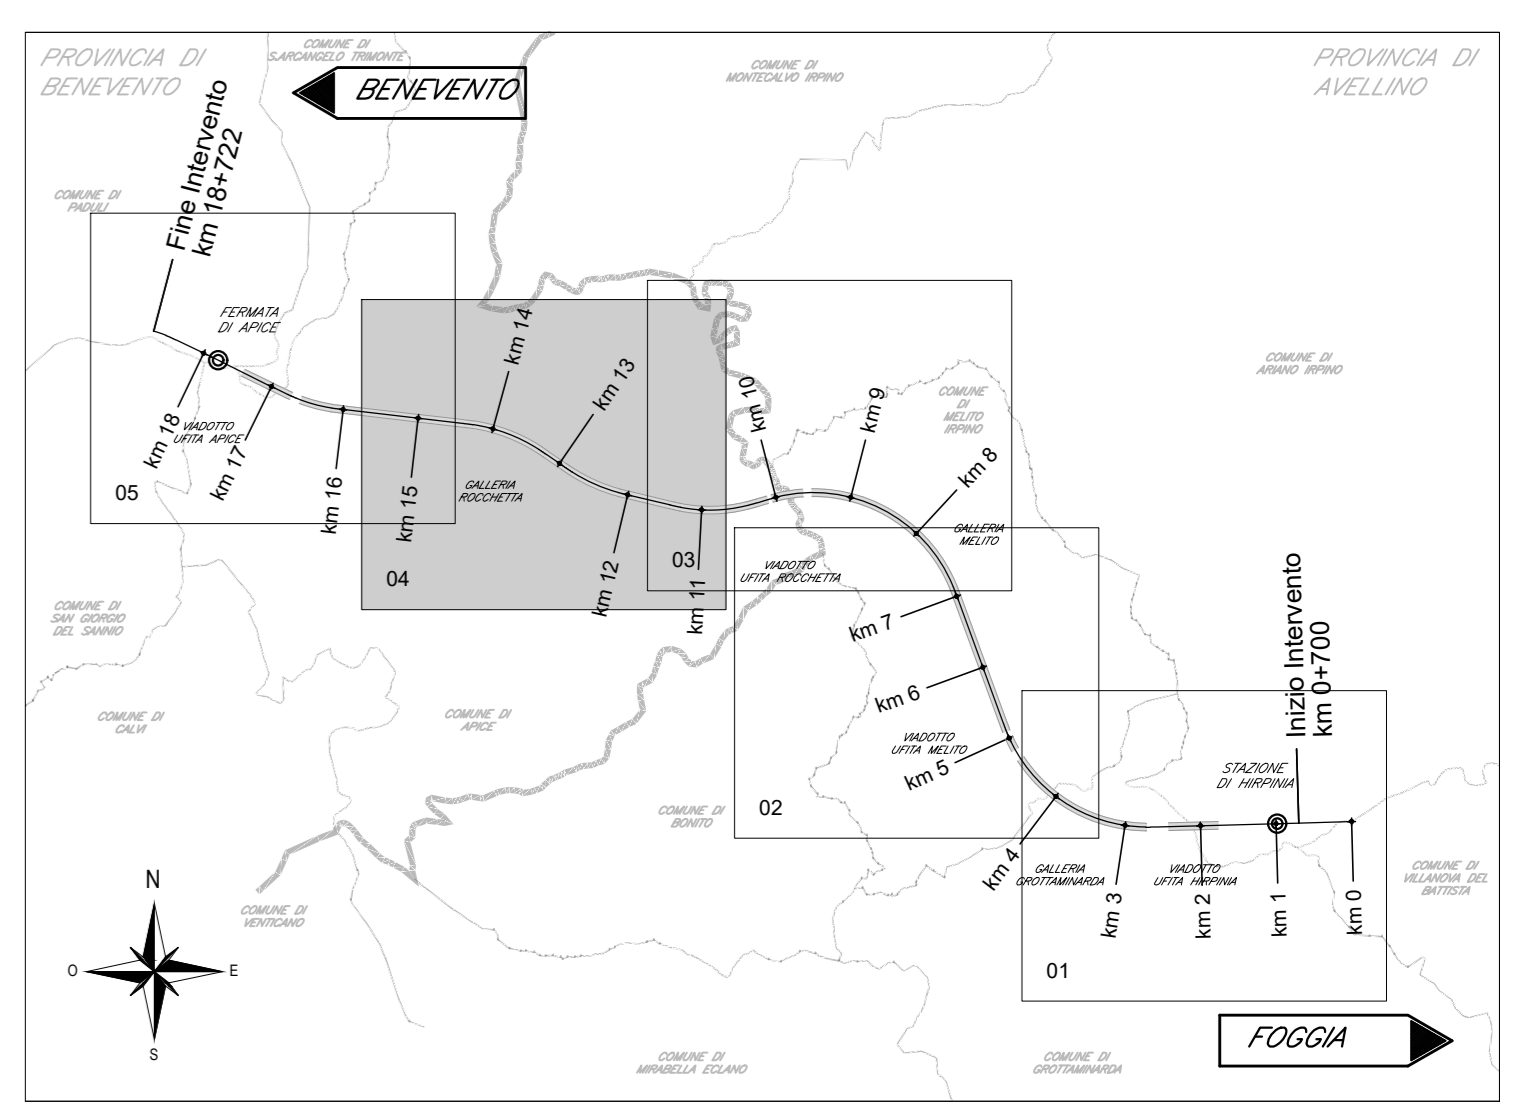 PROVINCIA DI
BENEVENTO
COMUNE DI
S.ARCANGELO TRIMONTE
BENEVENTO
COMUNE DI
MONTECALVO IRPINO
PROVINCIA DI
AVELLINO
Fine Intervento
km 18+722
COMUNE DI
PADULI
FERMATA
DI APICE
km 18
VIADOTTO
UFITA APICE
km 17
km 16
km 15
km 14
km 13
km 12
km 11
km 10
km 9
km 8
km 7
km 6
km 5
km 4
km 3
km 2
km 1
km 0
05
04
03
02
01
GALLERIA
ROCCHETTA
COMUNE
DI
MELITO
IRPINO
COMUNE DI
ARIANO IRPINO
GALLERIA
MELITO
VIADOTTO
UFITA ROCCHETTA
COMUNE DI
SAN GIORGIO
DEL SANNIO
COMUNE DI
CALVI
COMUNE DI
APICE
VIADOTTO
UFITA MELITO
Inizio Intervento
km 0+700
STAZIONE
DI HIRPINIA
COMUNE DI
BONITO
GALLERIA
GROTTAMINARDA
VIADOTTO
UFITA HIRPINIA
COMUNE DI
VILLANOVA DEL
BATTISTA
COMUNE DI
VENTICANO
N
O
E
S
COMUNE DI
MIRABELLA ECLANO
COMUNE DI
GROTTAMINARDA
FOGGIA